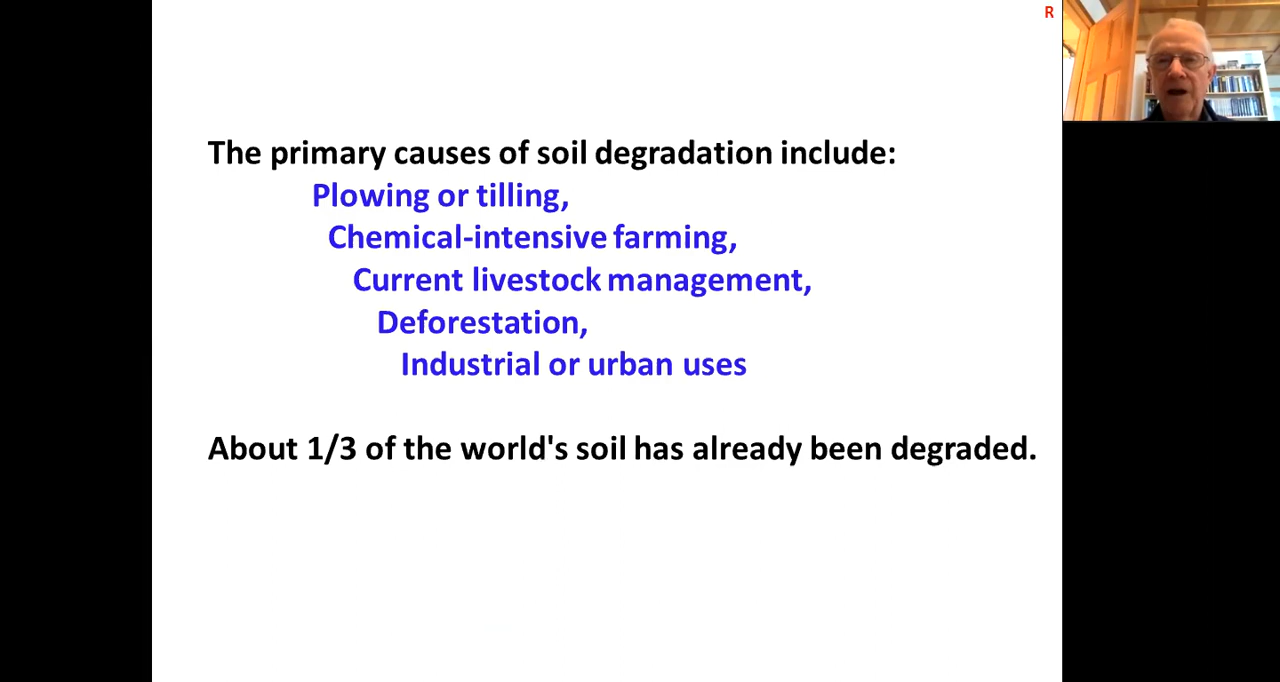 R
The primary causes of soil degradation include:
Plowing or tilling,
Chemical-intensive farming,
Current livestock management,
Deforestation,
Industrial or urban uses
About 1/3 of the world's soil has already been degraded.